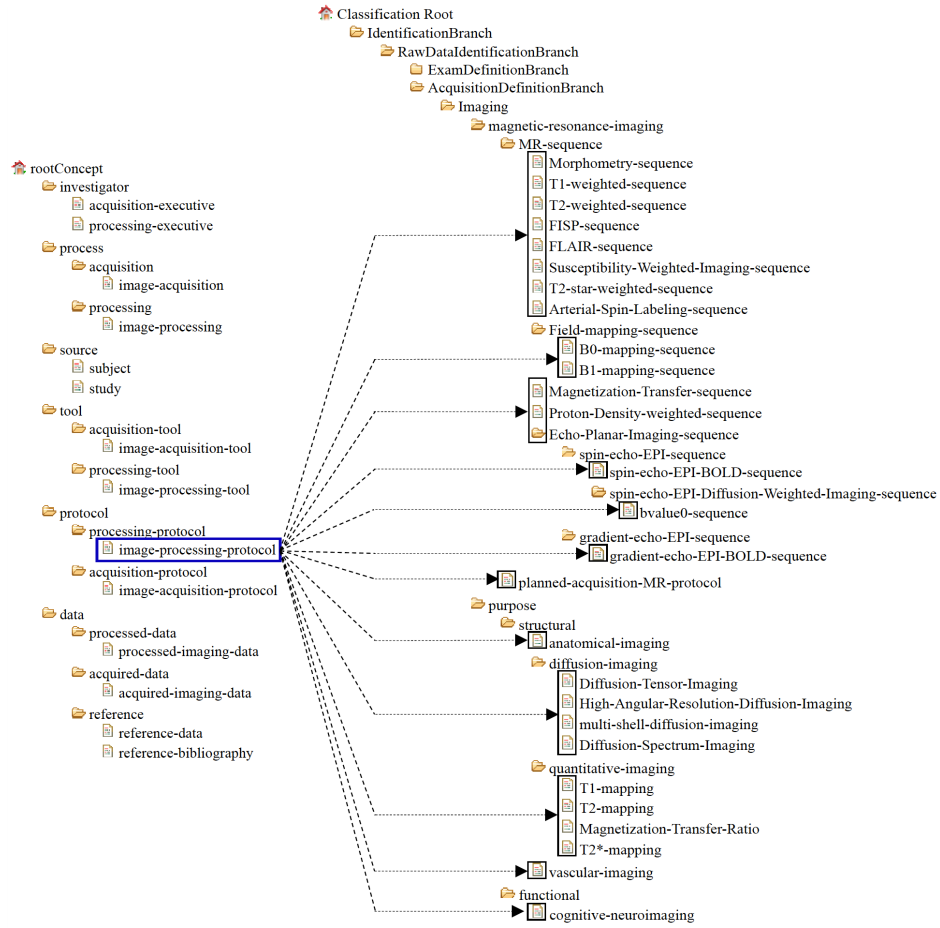 Classification Root
IdentificationBranch
RawDataIdentificationBranch
ExamDefinitionBranch
AcquisitionDefinitionBranch
Imaging
magnetic-resonance-imaging
MR-sequence
Morphometry-sequence
T1-weighted-sequence
T2-weighted-sequence
FISP-sequence
FLAIR-sequence
Susceptibility-Weighted-Imaging-sequence
T2-star-weighted-sequence
Arterial-Spin-Labeling-sequence
Field-mapping-sequence
B0-mapping-sequence
B1-mapping-sequence
Magnetization-Transfer-sequence
Proton-Density-weighted-sequence
Echo-Planar-Imaging-sequence
spin-echo-EPI-sequence
spin-echo-EPI-BOLD-sequence
spin-echo-EPI-Diffusion-Weighted-Imaging-sequence
bvalue0-sequence
gradient-echo-EPI-sequence
gradient-echo-EPI-BOLD-sequence
planned-acquisition-MR-protocol
purpose
structural
anatomical-imaging
diffusion-imaging
Diffusion-Tensor-Imaging
High-Angular-Resolution-Diffusion-Imaging
multi-shell-diffusion-imaging
Diffusion-Spectrum-Imaging
quantitative-imaging
T1-mapping
T2-mapping
Magnetization-Transfer-Ratio
T2*-mapping
vascular-imaging
functional
cognitive-neuroimaging
rootConcept
investigator
acquisition-executive
processing-executive
process
acquisition
image-acquisition
processing
image-processing
source
subject
study
tool
acquisition-tool
image-acquisition-tool
processing-tool
image-processing-tool
protocol
processing-protocol
image-processing-protocol
acquisition-protocol
image-acquisition-protocol
data
processed-data
processed-imaging-data
acquired-data
acquired-imaging-data
reference
reference-data
reference-bibliography